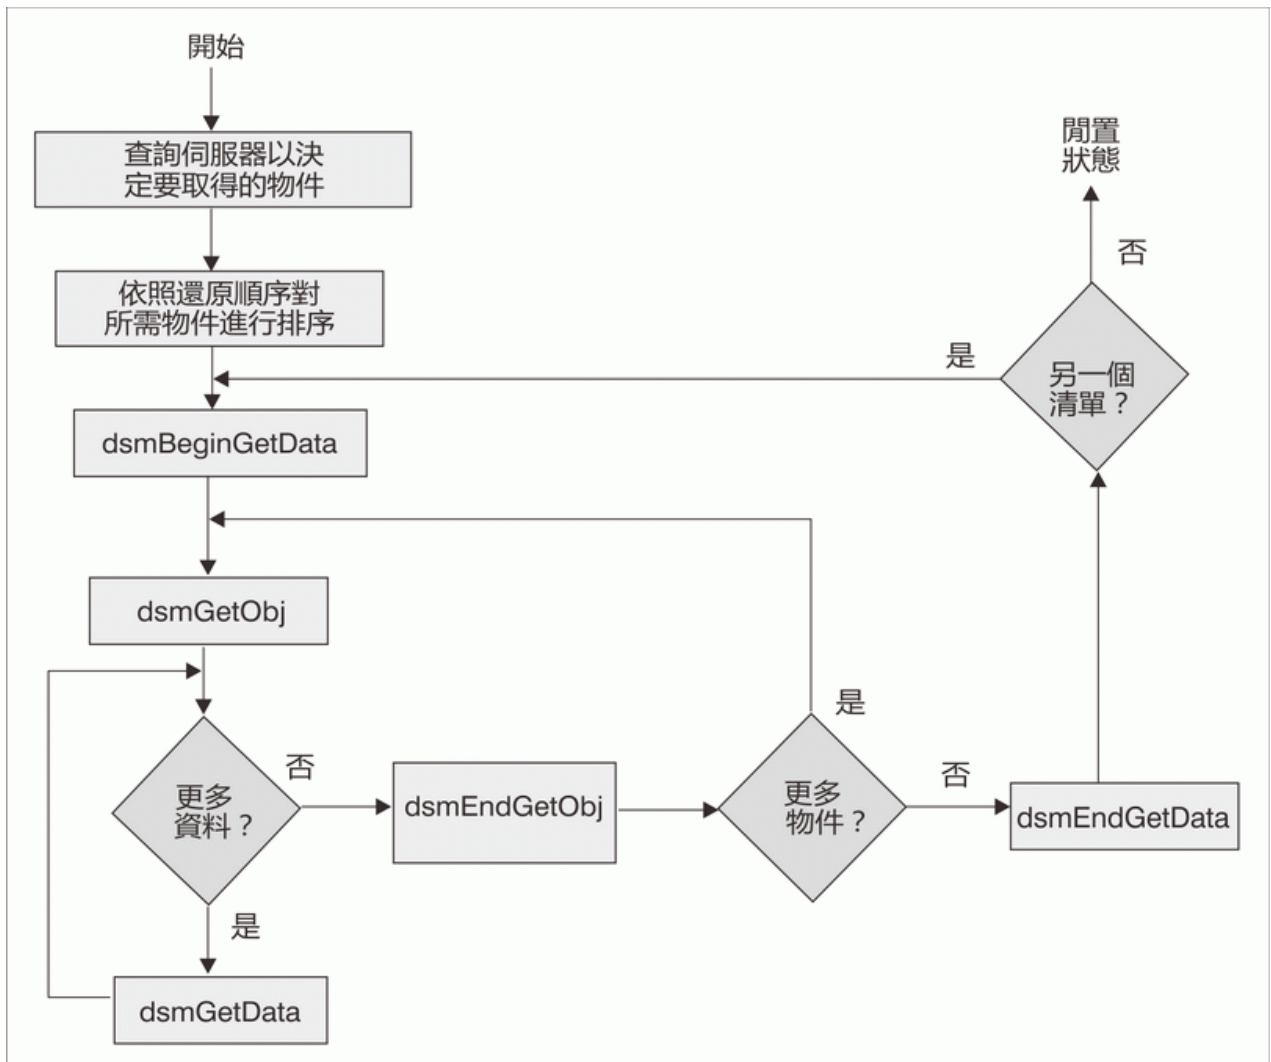 開始
查詢伺服器以決
定要取得的物件
依照還原順序對
所需物件進行排序
dsmBeginGetData
dsmGetObj
更多
資料？
否
是
dsmGetData
dsmEndGetObj
更多
物件？
是
否
dsmEndGetData
另一個
清單？
是
否
閒置
狀態